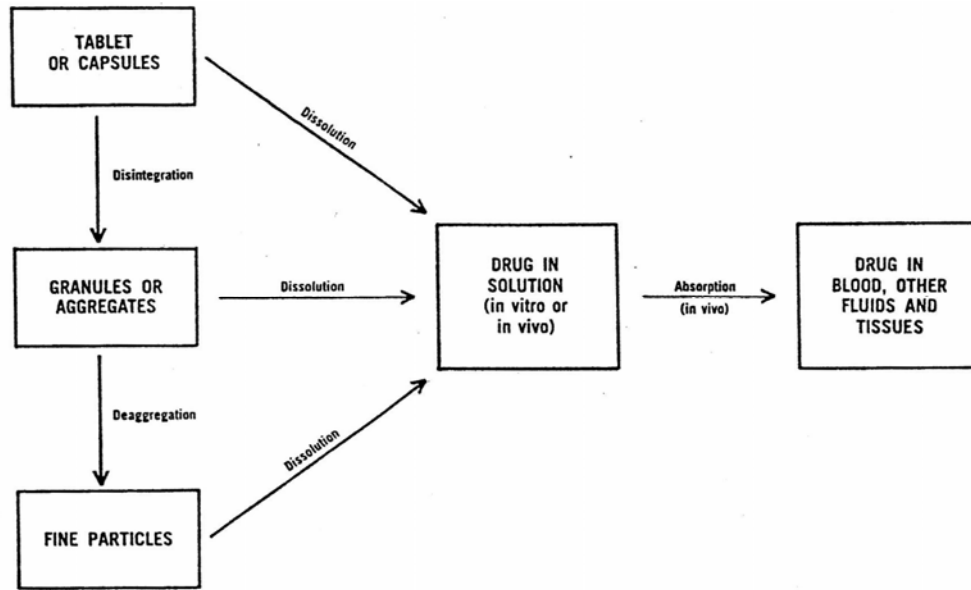 TABLET
OR CAPSULES
Dissolution
Disintegration
GRANULES OR
AGGREGATES
Dissolution
DRUG IN
SOLUTION
(in vitro or
in vivo)
Absorption
(in vivo)
DRUG IN
BLOOD, OTHER
FLUIDS AND
TISSUES
Deaggregation
Dissolution
FINE PARTICLES